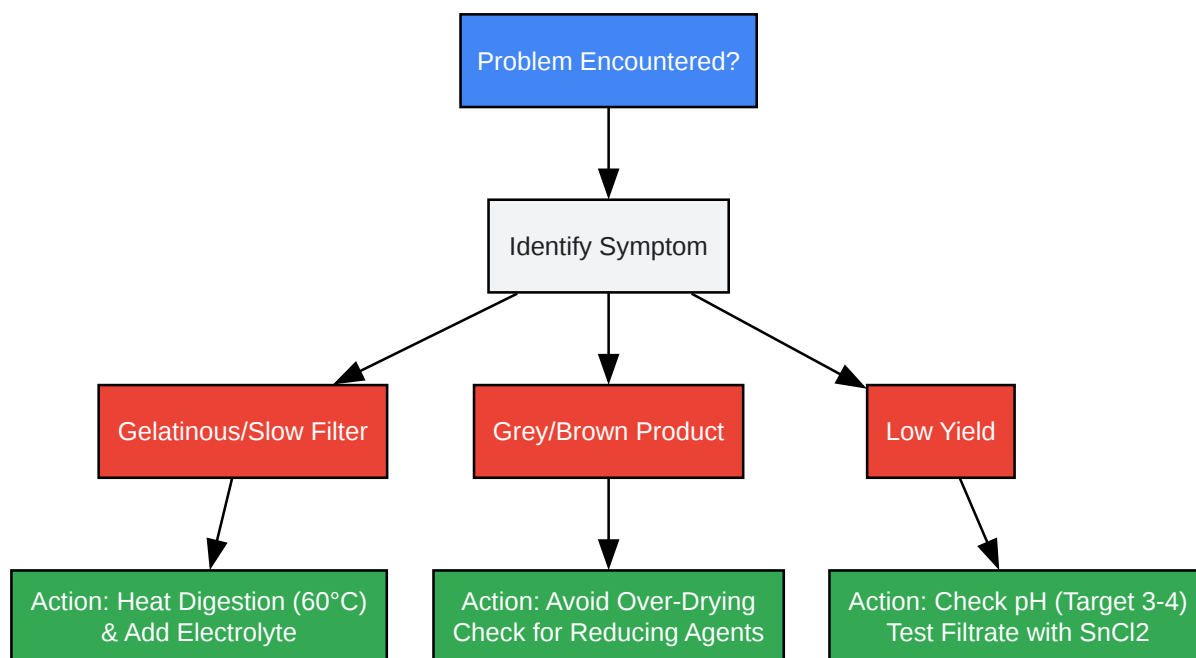 Problem Encountered?
Identify Symptom
Gelatinous/Slow Filter
Grey/Brown Product
Low Yield
Action: Heat Digestion (60°C)
& Add Electrolyte
Action: Avoid Over-Drying
Check for Reducing Agents
Action: Check pH (Target 3-4)
Test Filtrate with SnCl2